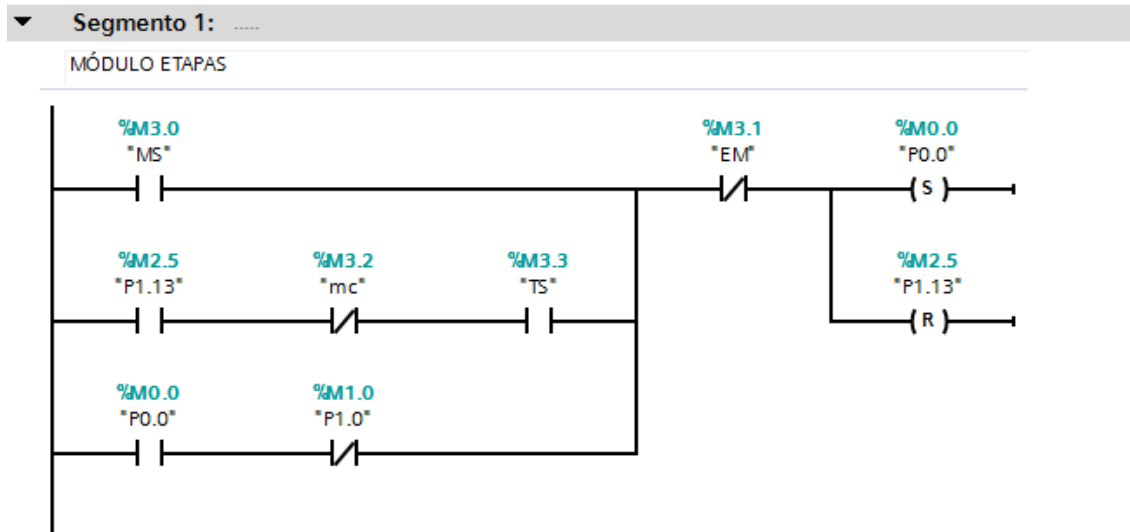 Segmento 1: .....
MÓDULO ETAPAS
%M3.0 %M3.1 %M0.0
"MS" "EM" "P0.0"
( S )
%M2.5 %M3.2 %M3.3 %M2.5
"P1.13" "mc" "TS" "P1.13"
( R )
%M0.0 %M1.0
"P0.0" "P1.0"